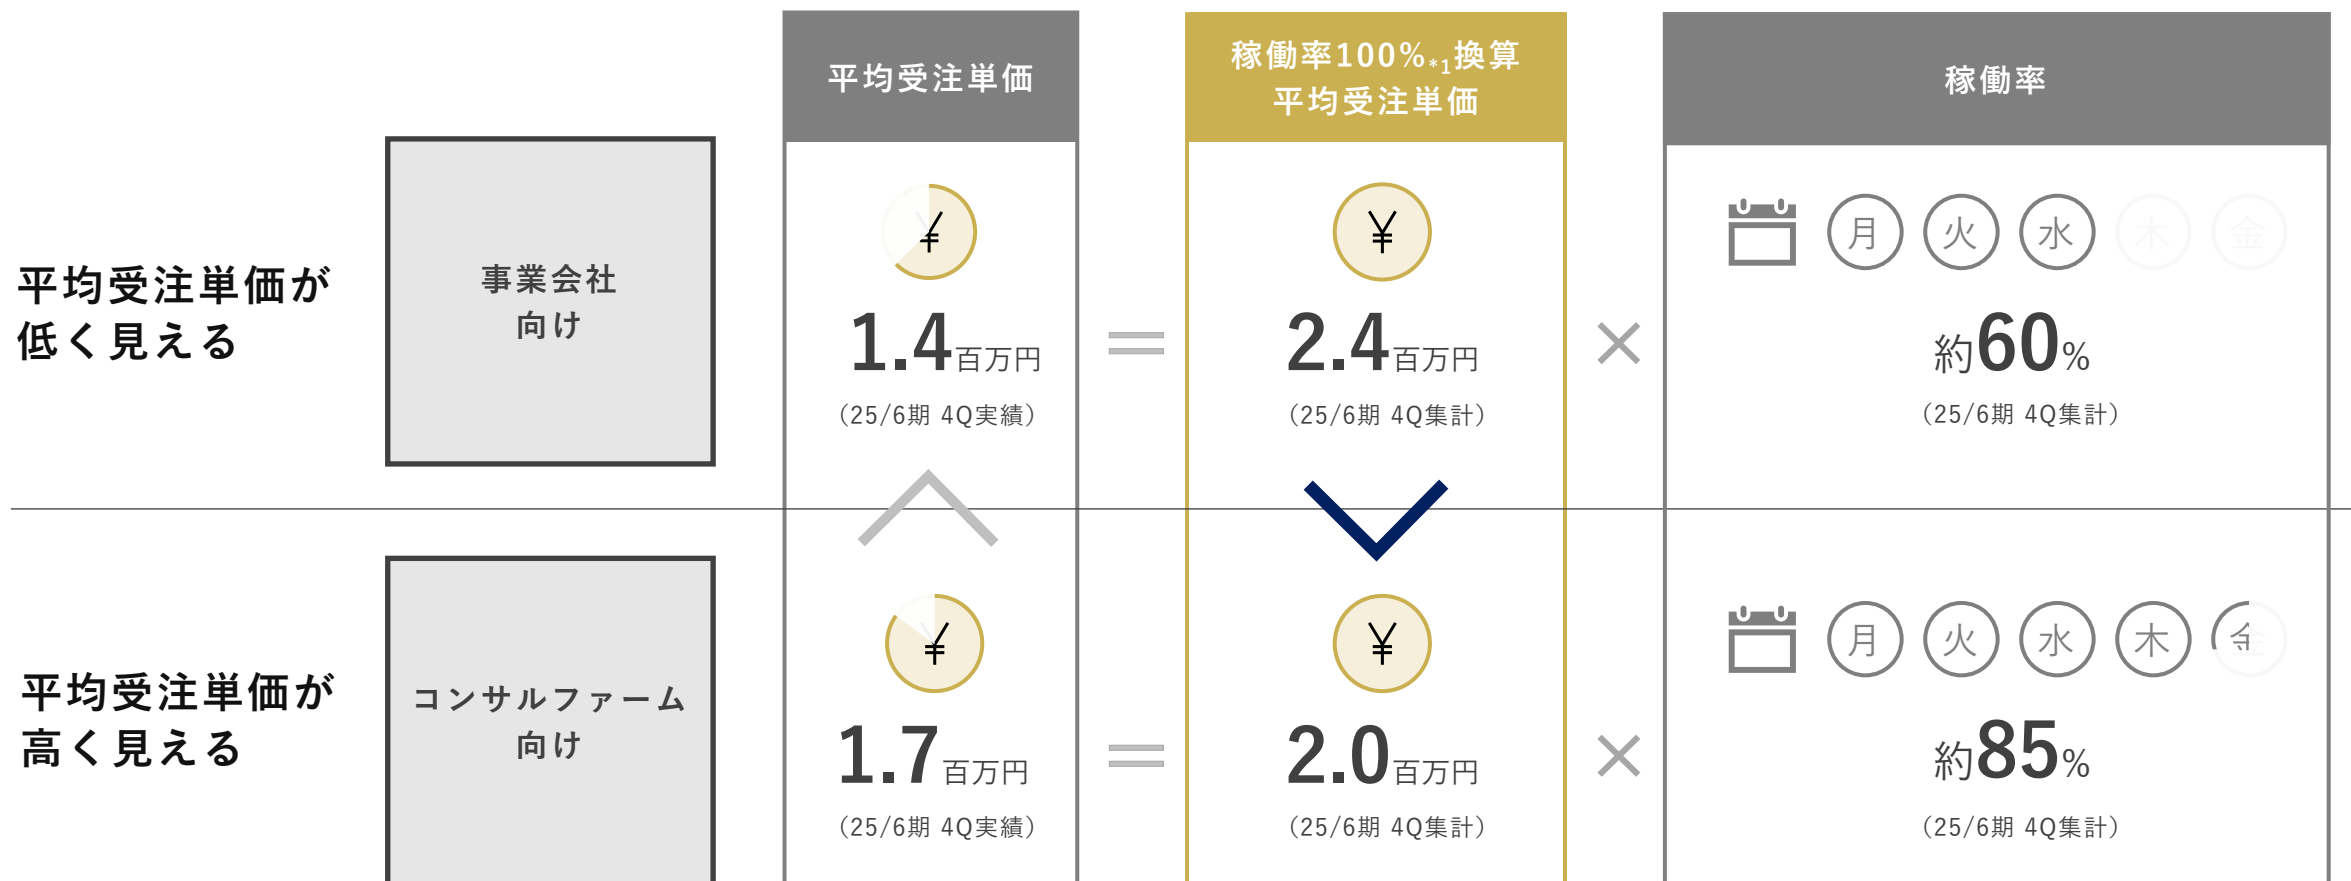 平均受注単価
稼働率100%*1換算
平均受注単価
稼働率
平均受注単価が
低く見える
事業会社
向け
¥
1.4百万円
(25/6期 4Q実績)
=
¥
2.4百万円
(25/6期 4Q集計)
×
月 火 水 木 金
約60%
(25/6期 4Q集計)
平均受注単価が
高く見える
コンサルファーム
向け
¥
1.7百万円
(25/6期 4Q実績)
=
¥
2.0百万円
(25/6期 4Q集計)
×
月 火 水 木 金
約85%
(25/6期 4Q集計)